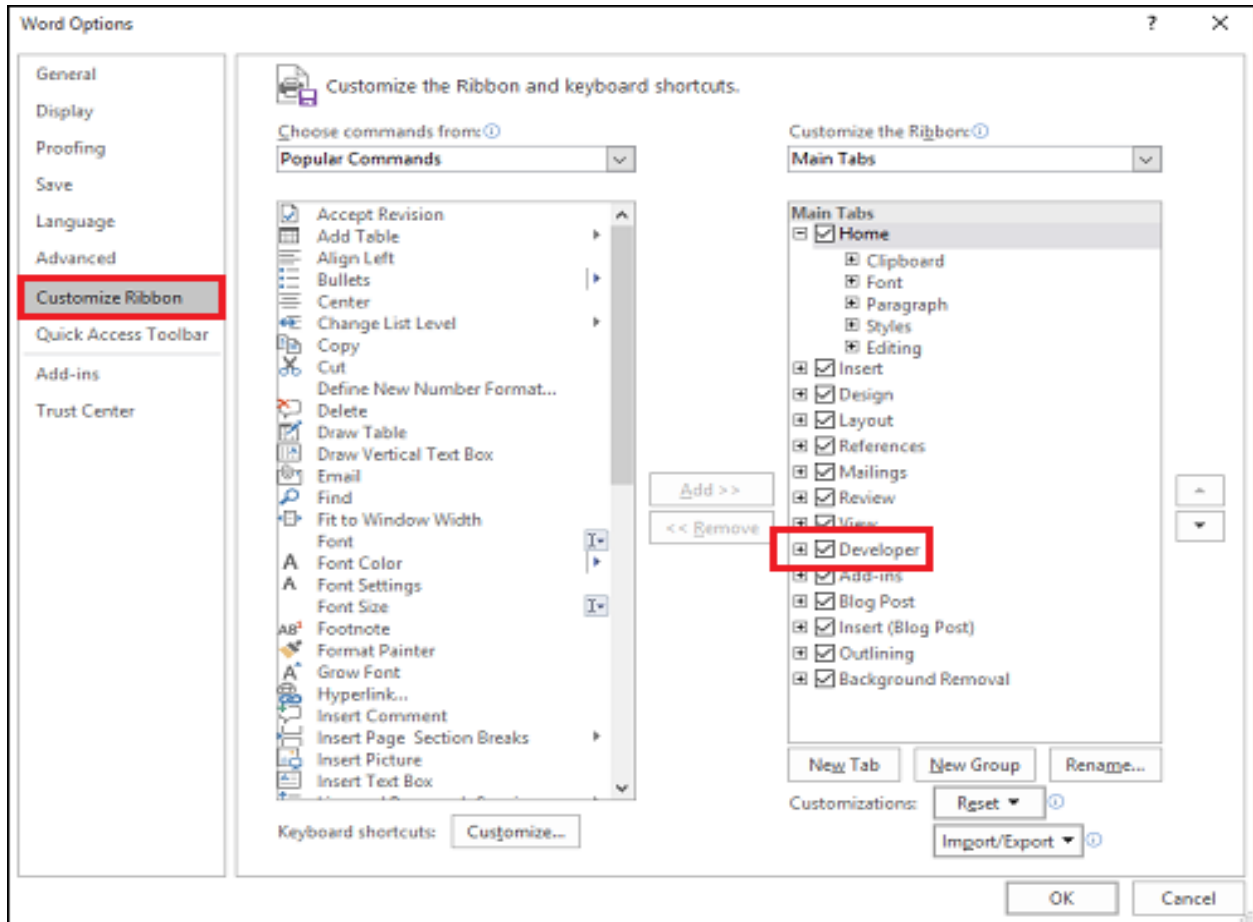 Word Options
?
General
Display
Proofing
Save
Language
Advanced
Customize Ribbon
Quick Access Toolbar
Add-ins
Trust Center
Customize the Ribbon and keyboard shortcuts.
Choose commands from:
Popular Commands
Accept Revision
Add Table
Align Left
Bullets
Center
Change List Level
Copy
Cut
Define New Number Format...
Delete
Draw Table
Draw Vertical Text Box
Email
Find
Fit to Window Width
Font
Font Color
Font Settings
Font Size
Footnote
Format Painter
Grow Font
Hyperlink...
Insert Comment
Insert Page Section Breaks
Insert Picture
Insert Text Box
Keyboard shortcuts: Customize...
Add >>
<< Remove
Customize the Ribbon:
Main Tabs
Main Tabs
Home
Clipboard
Font
Paragraph
Styles
Editing
Insert
Design
Layout
References
Mailings
Review
View
Developer
Add-ins
Blog Post
Insert (Blog Post)
Outlining
Background Removal
New Tab New Group Rename...
Customizations: Reset
Import/Export
OK Cancel